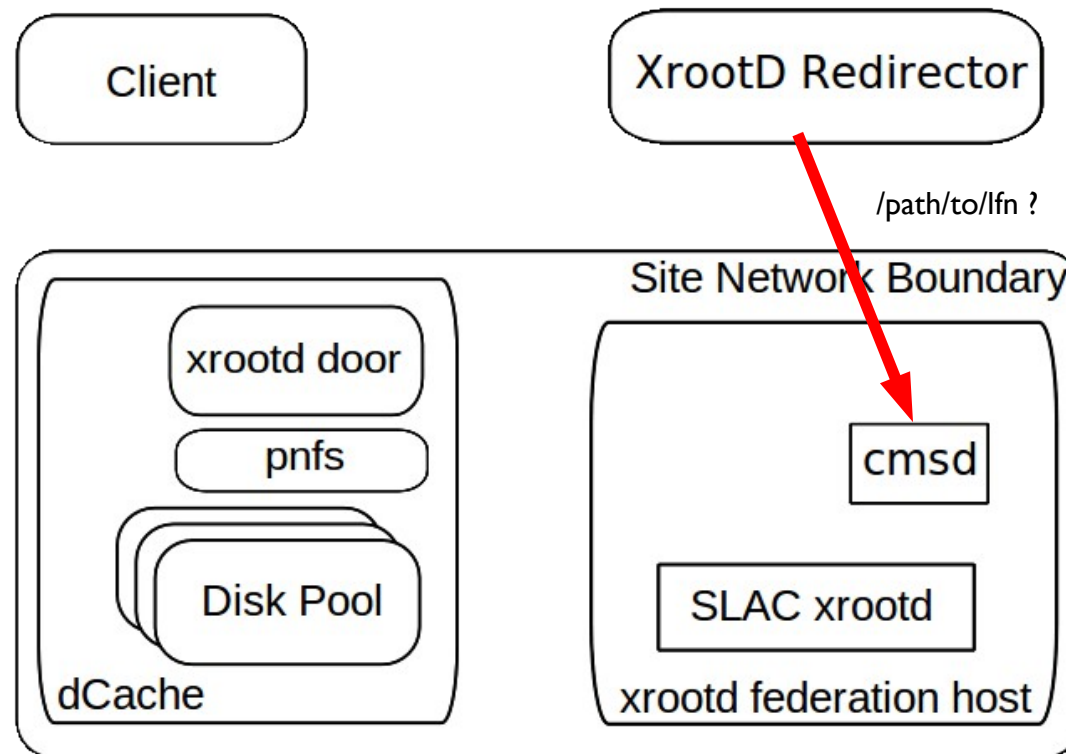 Client
XrootD Redirector
/path/to/lfn ?
Site Network Boundary
xrootd door
pnfs
cmsd
Disk Pool
SLAC xrootd
dCache
xrootd federation host